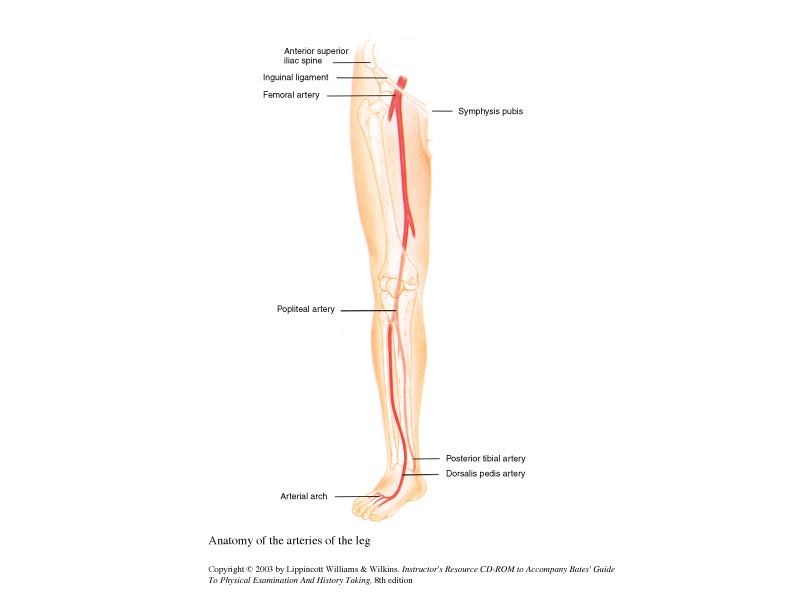 Anterior superior
iliac spine
Inguinal ligament
Femoral artery
Symphysis pubis
Popliteal artery
Posterior tibial artery
Dorsalis pedis artery
Arterial arch
Anatomy of the arteries of the leg
Copyright © 2003 by Lippincott Williams & Wilkins. Instructor's Resource CD-ROM to Accompany Bates' Guide
To Physical Examination And History Taking. 8th edition